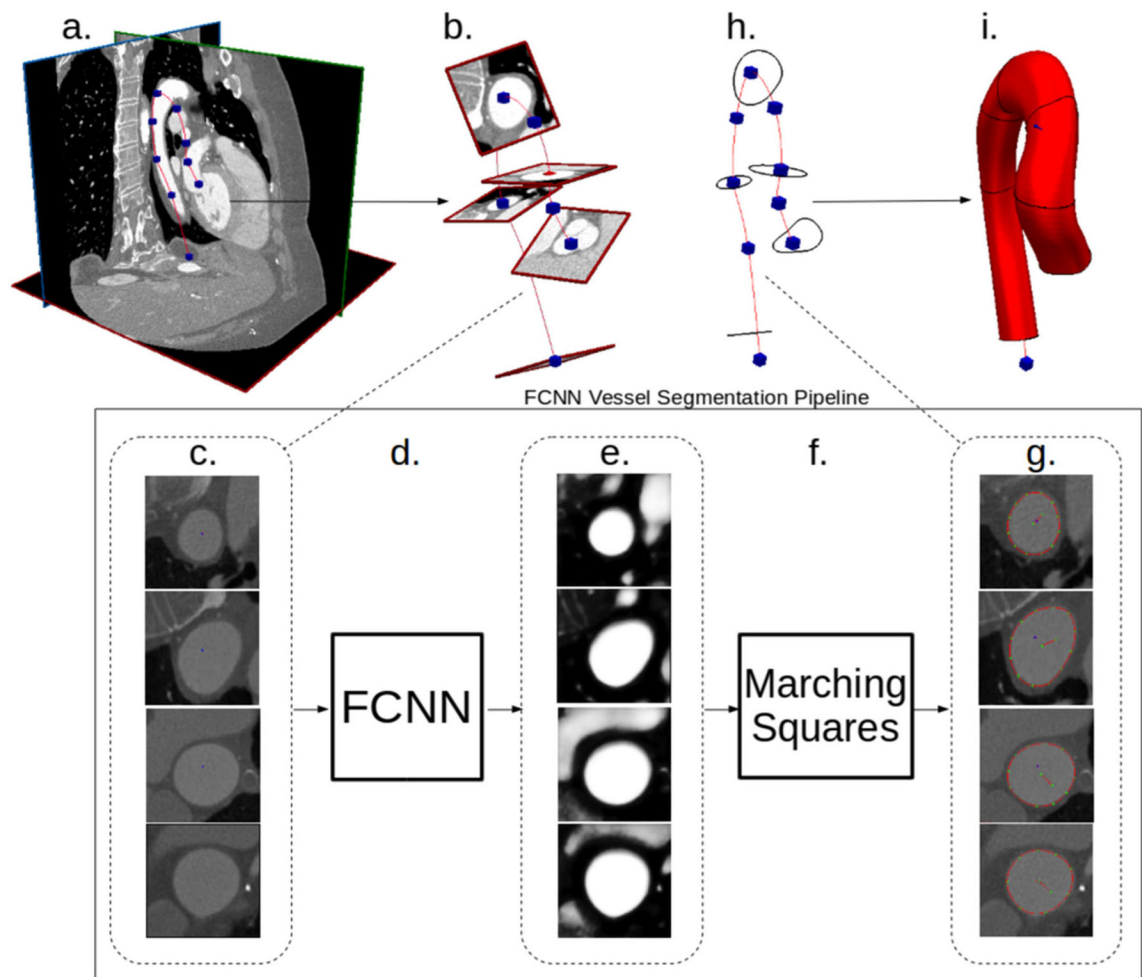 a.
b.
h.
i.
FCNN Vessel Segmentation Pipeline
c.
d.
e.
f.
g.
FCNN
Marching
Squares